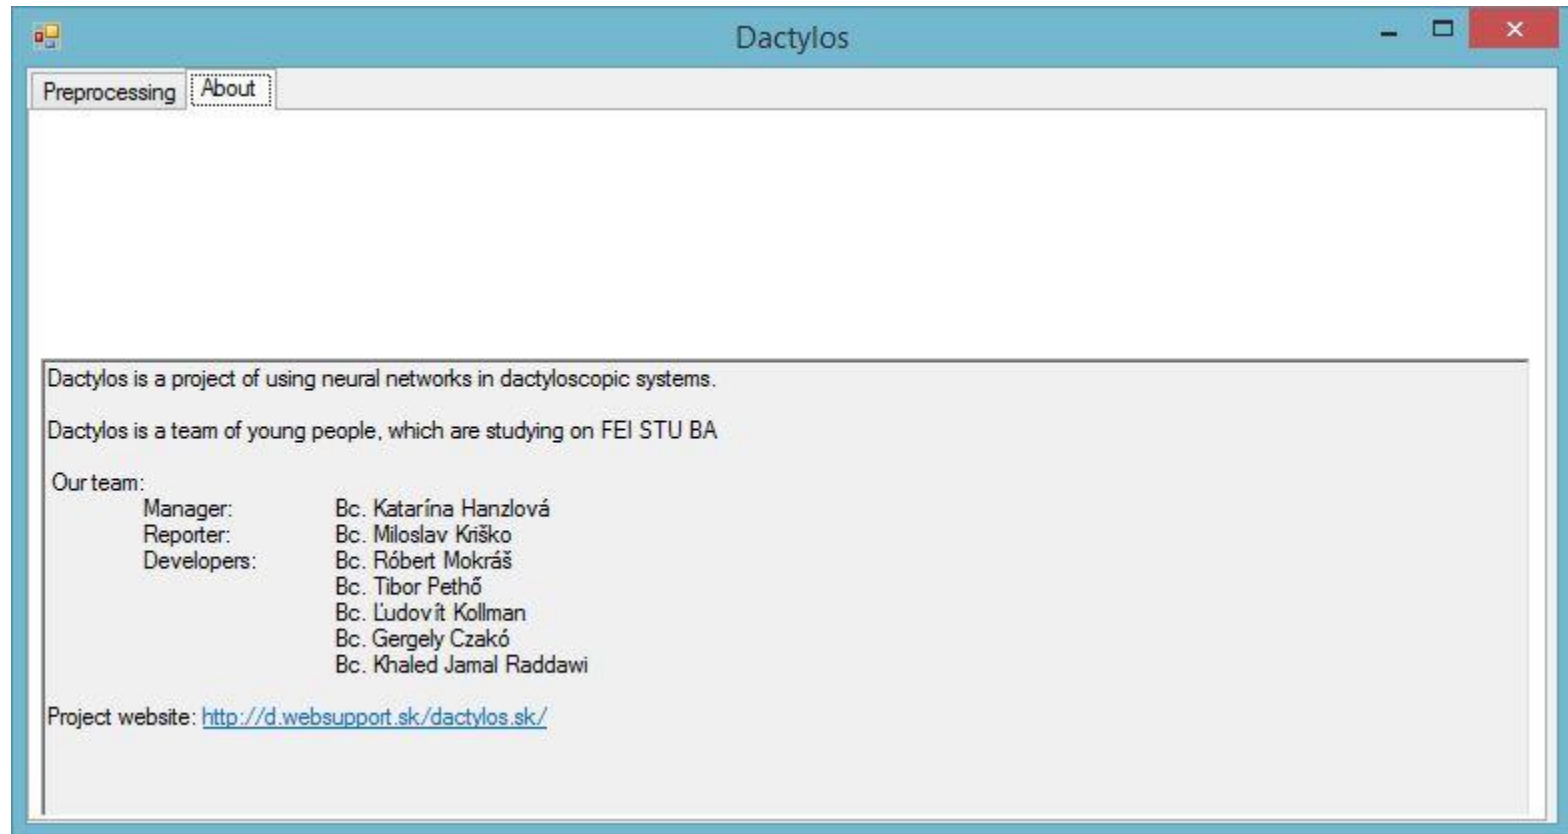 Dactylos
Preprocessing About
Dactylos is a project of using neural networks in dactyloscopic systems.
Dactylos is a team of young people, which are studying on FEI STU BA
Our team:
Manager: Bc. Katarína Hanzlová
Reporter: Bc. Miloslav Kriško
Developers: Bc. Róbert Mokráš
Bc. Tibor Pethő
Bc. Ľudovít Kollman
Bc. Gergely Czakó
Bc. Khaled Jamal Raddawi
Project website: http://d.websupport.sk/dactylos.sk/